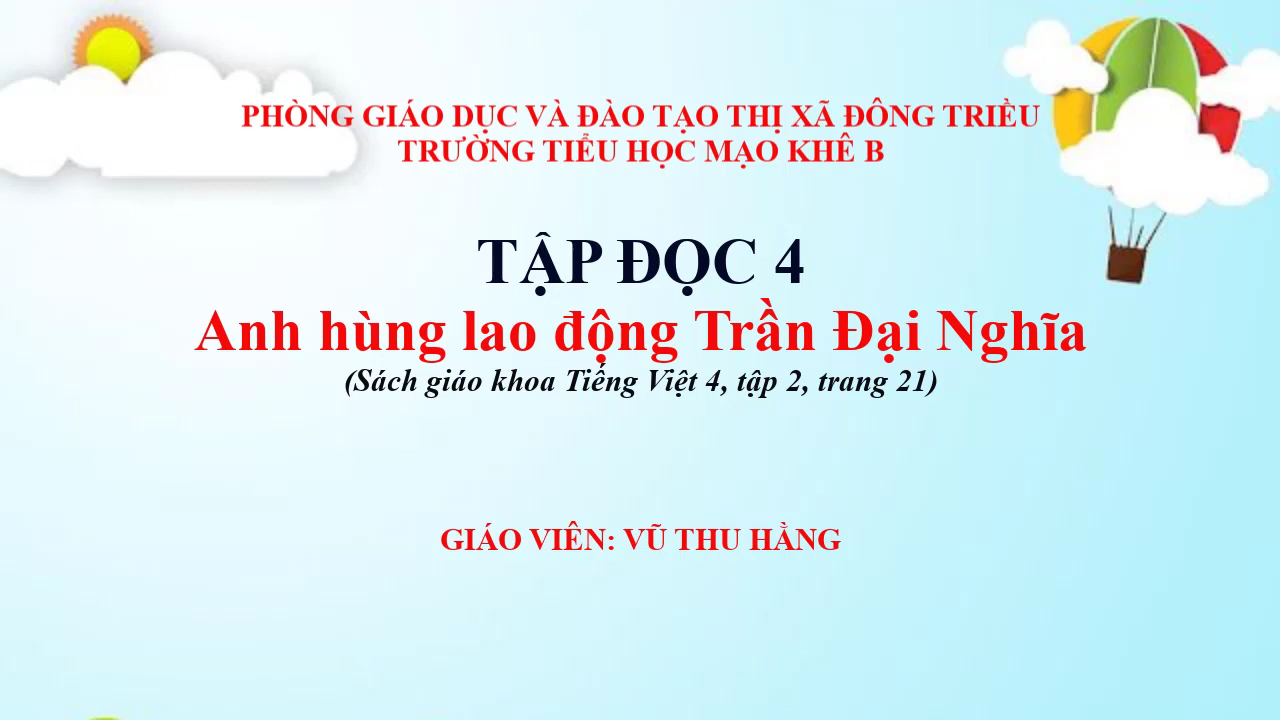 PHÒNG GIÁO DỤC VÀ ĐÀO TẠO THỊ XÃ ĐÔNG TRIỀU
TRƯỜNG TIỂU HỌC MẠO KHÊ B
TẬP ĐỌC 4
Anh hùng lao động Trần Đại Nghĩa
(Sách giáo khoa Tiếng Việt 4, tập 2, trang 21)
GIÁO VIÊN: VŨ THU HẰNG